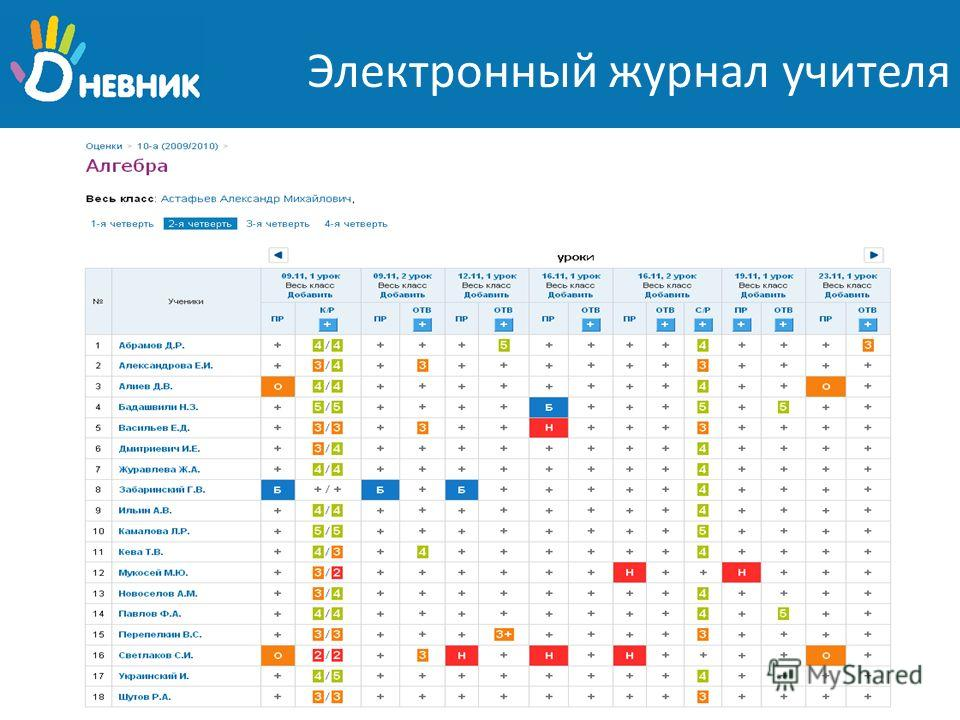 Дневник
Электронный журнал учителя
Оценки > 10-а (2009/2010) >
Алгебра
Весь класс: Астафьев Александр Михайлович,
1-я четверть 2-я четверть 3-я четверть 4-я четверть
уроки
№ Ученики 09.11, 1 урок 09.11, 2 урок 12.11, 1 урок 16.11, 1 урок 16.11, 2 урок 19.11, 1 урок 23.11, 1 урок
Весь класс Весь класс Весь класс Весь класс Весь класс Весь класс Весь класс
Добавить Добавить Добавить Добавить Добавить Добавить Добавить
ПР К/Р ПР ОТВ ПР ОТВ ПР ОТВ ПР ОТВ С/Р ПР ОТВ ПР ОТВ
+ + + + + + + + +
1 Абрамов Д.Р. + 4/4 + + + 5 + + + + 4 + + + 3
2 Александрова Е.И. + 3/4 + 3 + + + + + + 3 + + + +
3 Алиев Д.В. О 4/4 + + + + + + + + 4 + + О +
4 Бадашвили Н.З. + 5/5 + + + + Б + + + 5 + 5 + +
5 Васильев Е.Д. + 3/3 + 3 + + Н + + + 3 + + + +
6 Дмитриевич И.Е. + 3/4 + + + + + + + + 4 + + + +
7 Журавлева Ж.А. + 4/4 + + + + + + + + 4 + + + +
8 Забаринский Г.В. Б +/+ Б + Б + + + + + 4 + + + +
9 Ильин А.В. + 4/4 + + + + + + + + 4 + + + +
10 Камалова Л.Р. + 5/5 + + + + + + + + 5 + + + +
11 Кева Т.В. + 4/3 + 4 + + + + + + 4 + + + +
12 Мукосей М.Ю. + 3/2 + + + + + + Н + + Н + + +
13 Новоселов А.М. + 3/4 + + + + + + + + 4 + + + +
14 Павлов Ф.А. + 4/4 + + + + + + + + 4 + 5 + +
15 Перепелкин В.С. + 3/3 + + + 3+ + + + + 3 + + + +
16 Светлаков С.И. О 2/2 + 3 Н + Н + Н + + + + О +
17 Украинский И. + 4/5 + + + + + + + + 4 + + + +
18 Шутов Р.А. + 3/3 + + + + + + + + 3 + + + +
MyShared